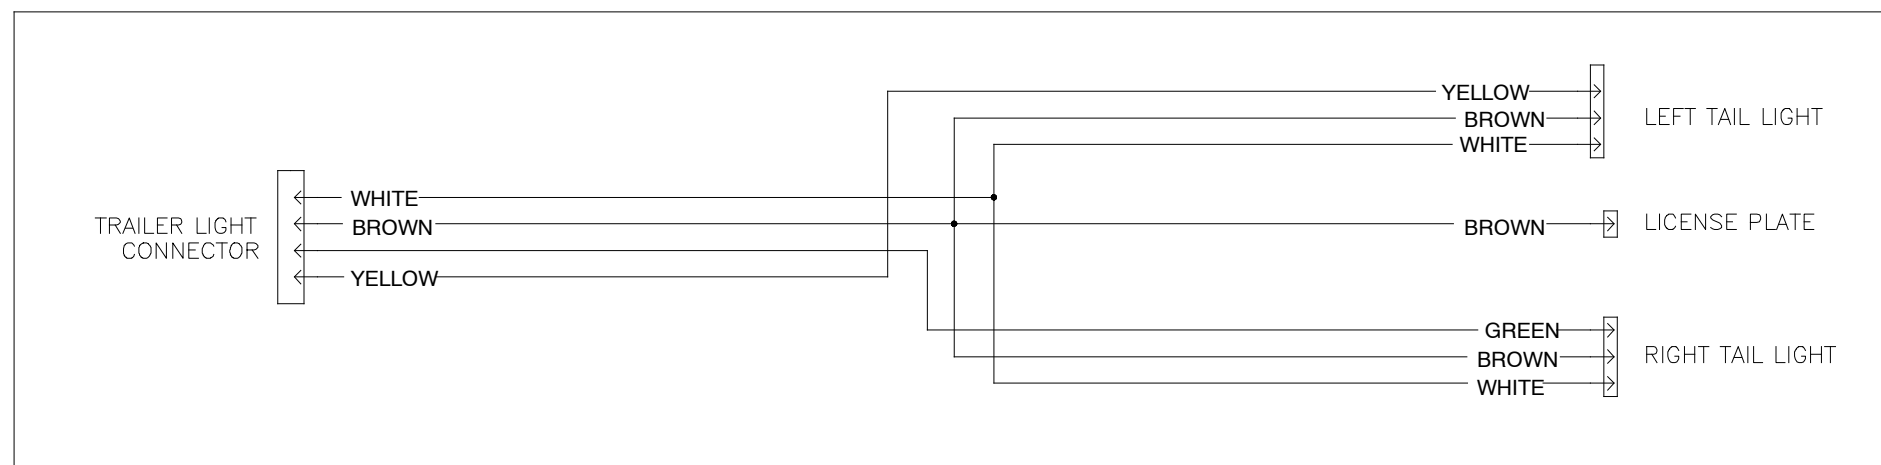 YELLOW
BROWN
LEFT TAIL LIGHT
WHITE
WHITE
TRAILER LIGHT
CONNECTOR
BROWN
BROWN
LICENSE PLATE
YELLOW
GREEN
BROWN
RIGHT TAIL LIGHT
WHITE